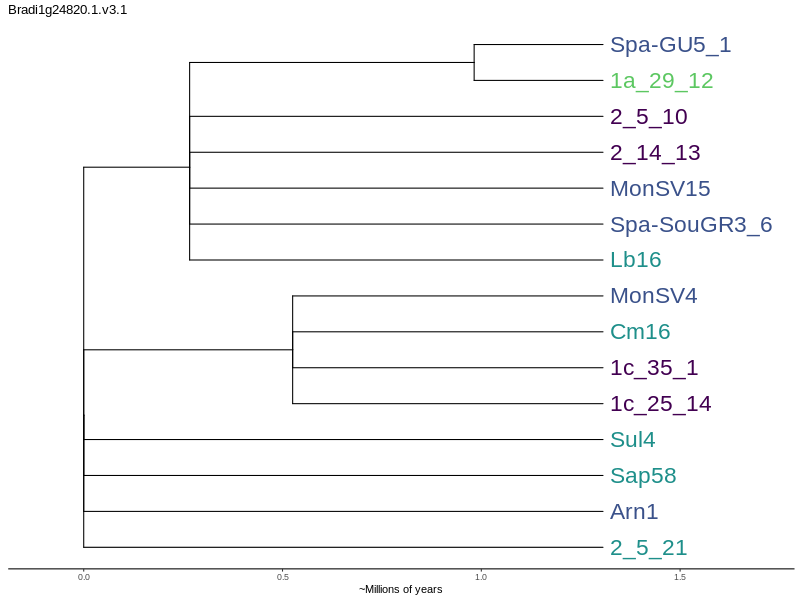 Bradi1g24820.1.v3.1
Spa-GU5_1
1a_29_12
2_5_10
2_14_13
MonSV15
Spa-SouGR3_6
Lb16
MonSV4
Cm16
1c_35_1
1c_25_14
Sul4
Sap58
Arn1
2_5_21
0.0 0.5 1.0 1.5
~Millions of years